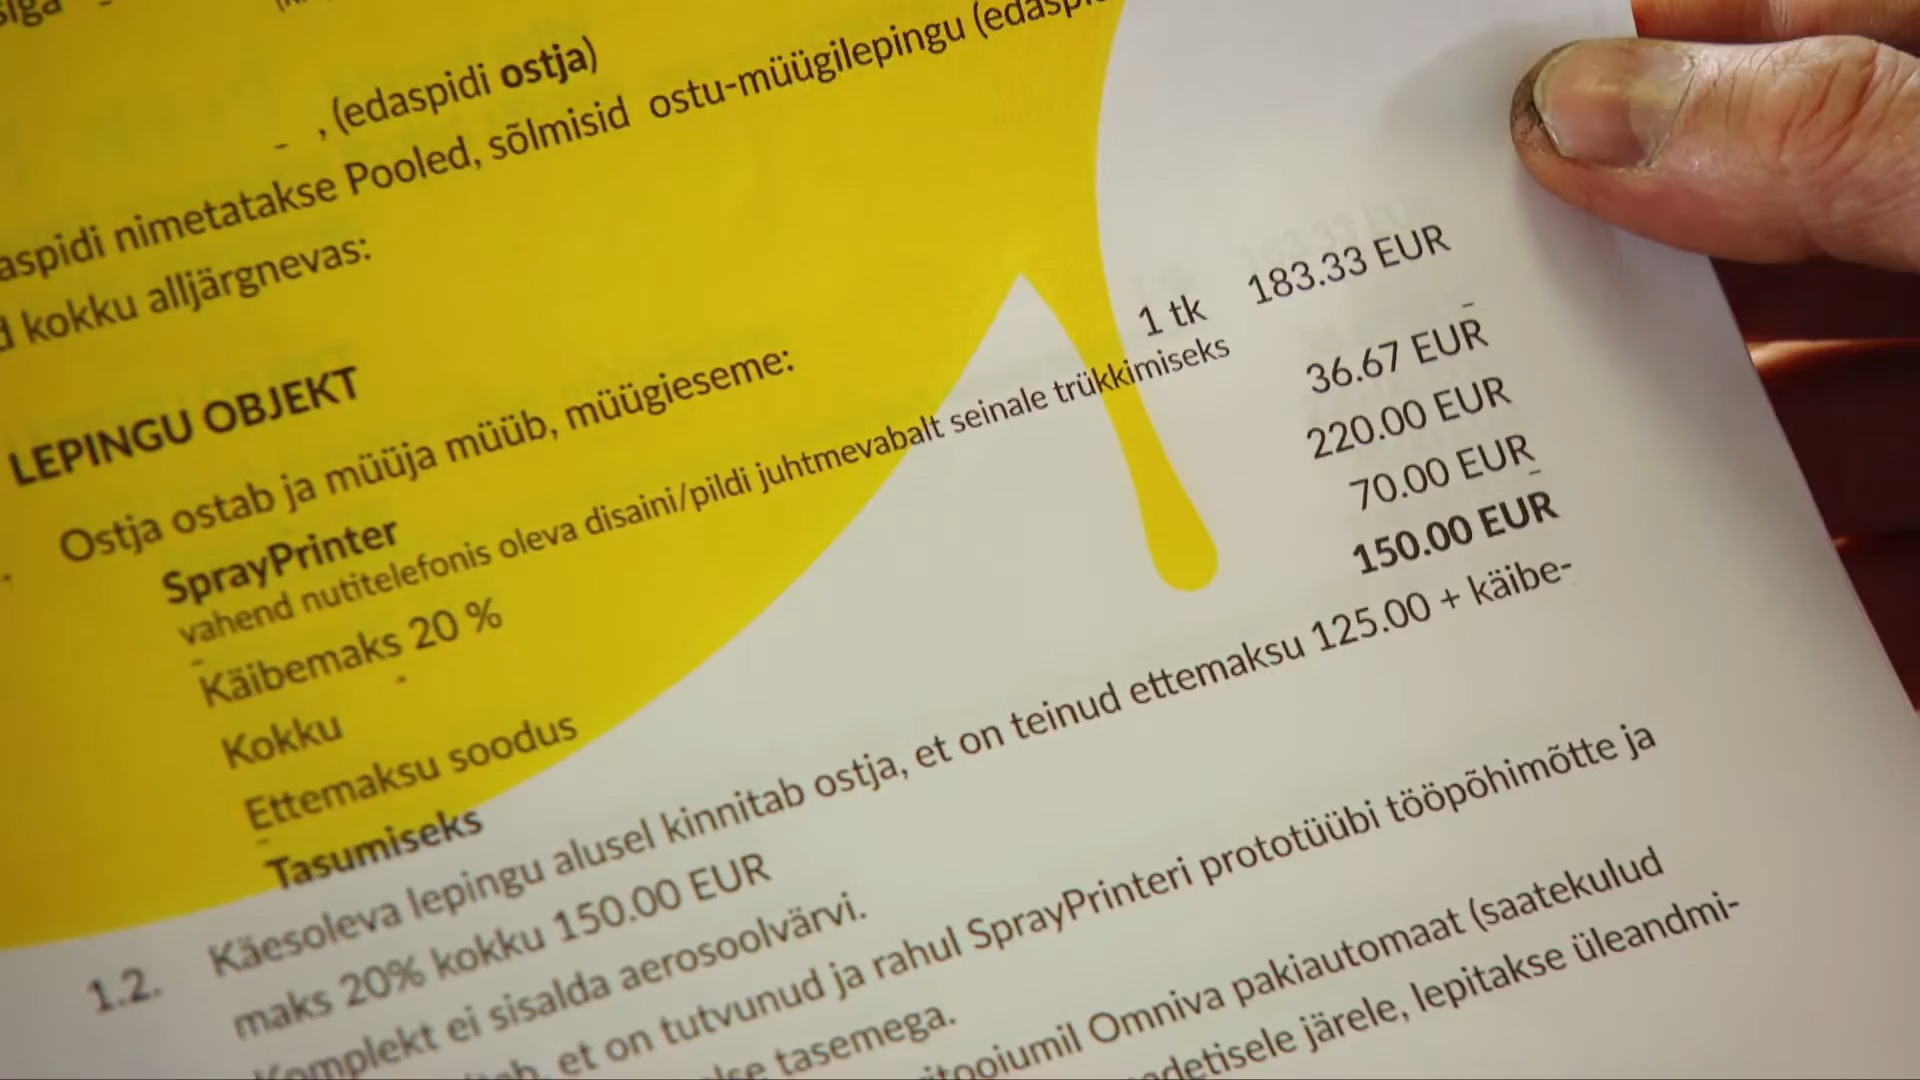 , (edaspidi ostja)
nimetatakse Pooled, sõlmisid ostu-müügilepingu
kokku alljärgnevas:
LEPINGU OBJEKT
Ostja ostab ja müüja müüb, müügieseme:
SprayPrinter 1 tk 183.33 EUR
vahend nutitelefonis oleva disaini/pildi juhtmevabalt seinale trükkimiseks
Käibemaks 20 % 36.67 EUR
Kokku 220.00 EUR
Ettemaksu soodus 70.00 EUR
Tasumiseks 150.00 EUR
1.2. Käesoleva lepingu alusel kinnitab ostja, et on teinud ettemaksu 125.00 + käibe-
maks 20% kokku 150.00 EUR
Komplekt ei sisalda aerosoolvärvi.
et on tutvunud ja rahul SprayPrinteri prototüübi tööpõhimõtte ja
tasemega.
Omniva pakiautomaat (saatekulud
järele, lepitakse üleandmi-